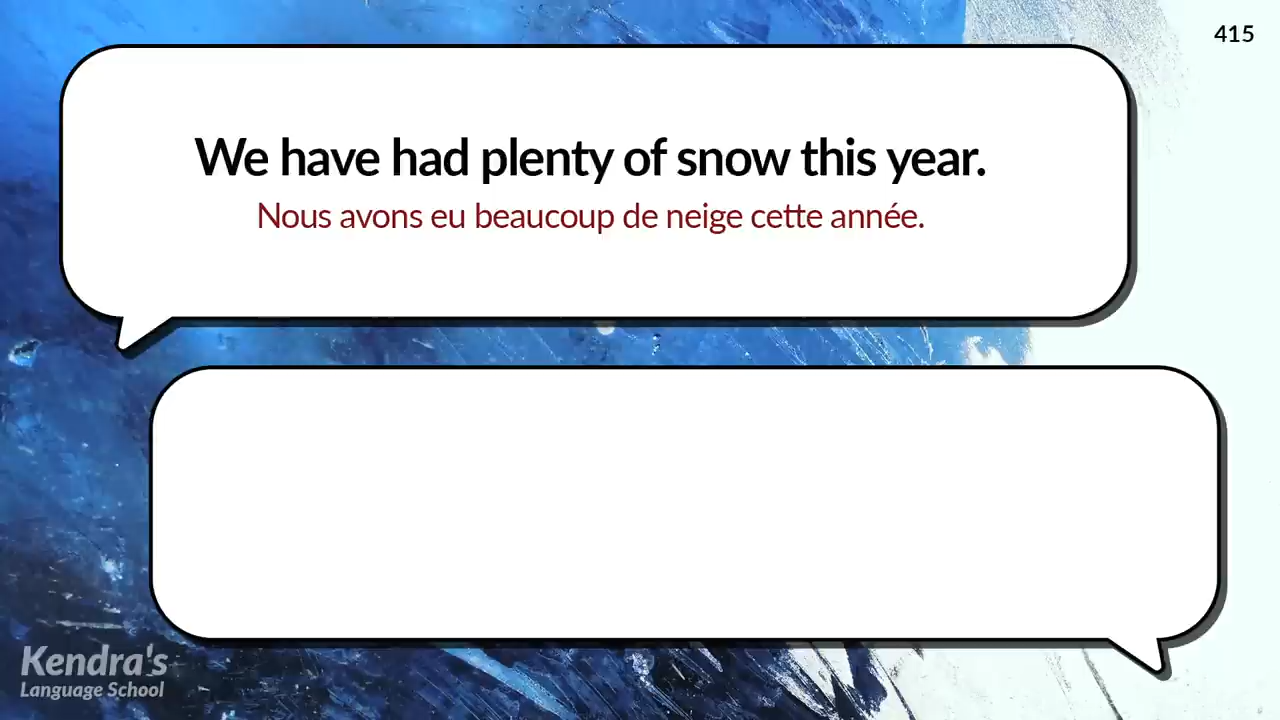 415
We have had plenty of snow this year.
Nous avons eu beaucoup de neige cette année.
Kendra's
Language School